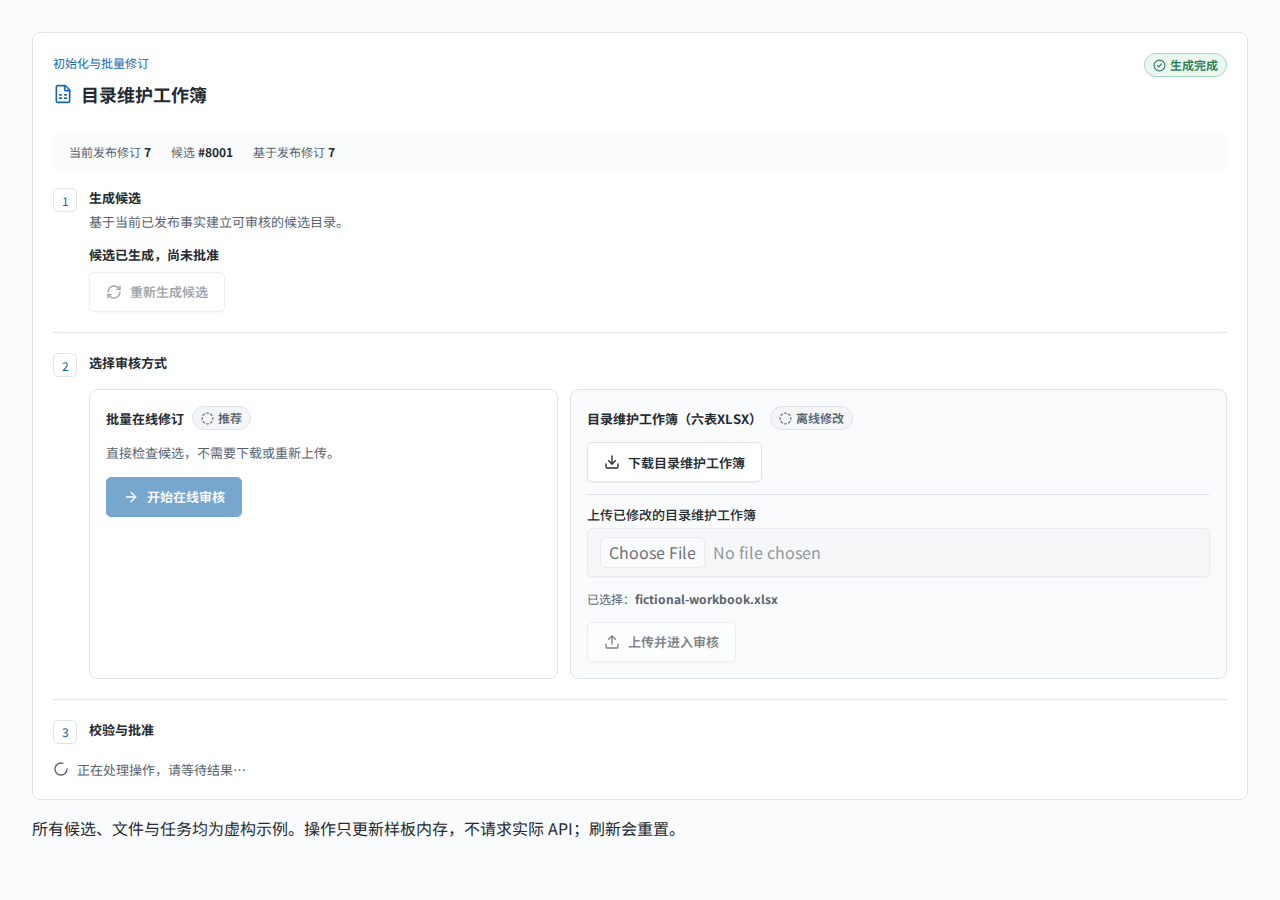 初始化与批量修订
生成完成
目录维护工作簿
当前发布修订 7 候选 #8001 基于发布修订 7
1 生成候选
基于当前已发布事实建立可审核的候选目录。
候选已生成，尚未批准
重新生成候选
2 选择审核方式
批量在线修订 推荐
直接检查候选，不需要下载或重新上传。
开始在线审核
目录维护工作簿（六表XLSX） 离线修改
下载目录维护工作簿
上传已修改的目录维护工作簿
Choose File No file chosen
已选择：fictional-workbook.xlsx
上传并进入审核
3 校验与批准
正在处理操作，请等待结果…
所有候选、文件与任务均为虚构示例。操作只更新样板内存，不请求实际 API；刷新会重置。